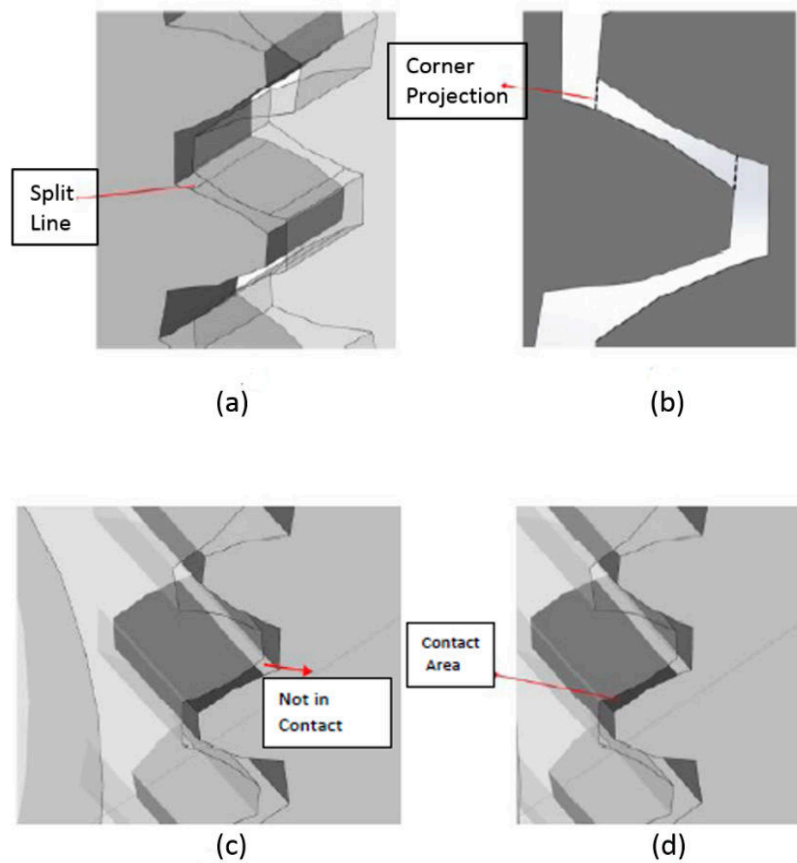 Corner
Projection
Split
Line
(a)
(b)
Not in
Contact
Contact
Area
(c)
(d)